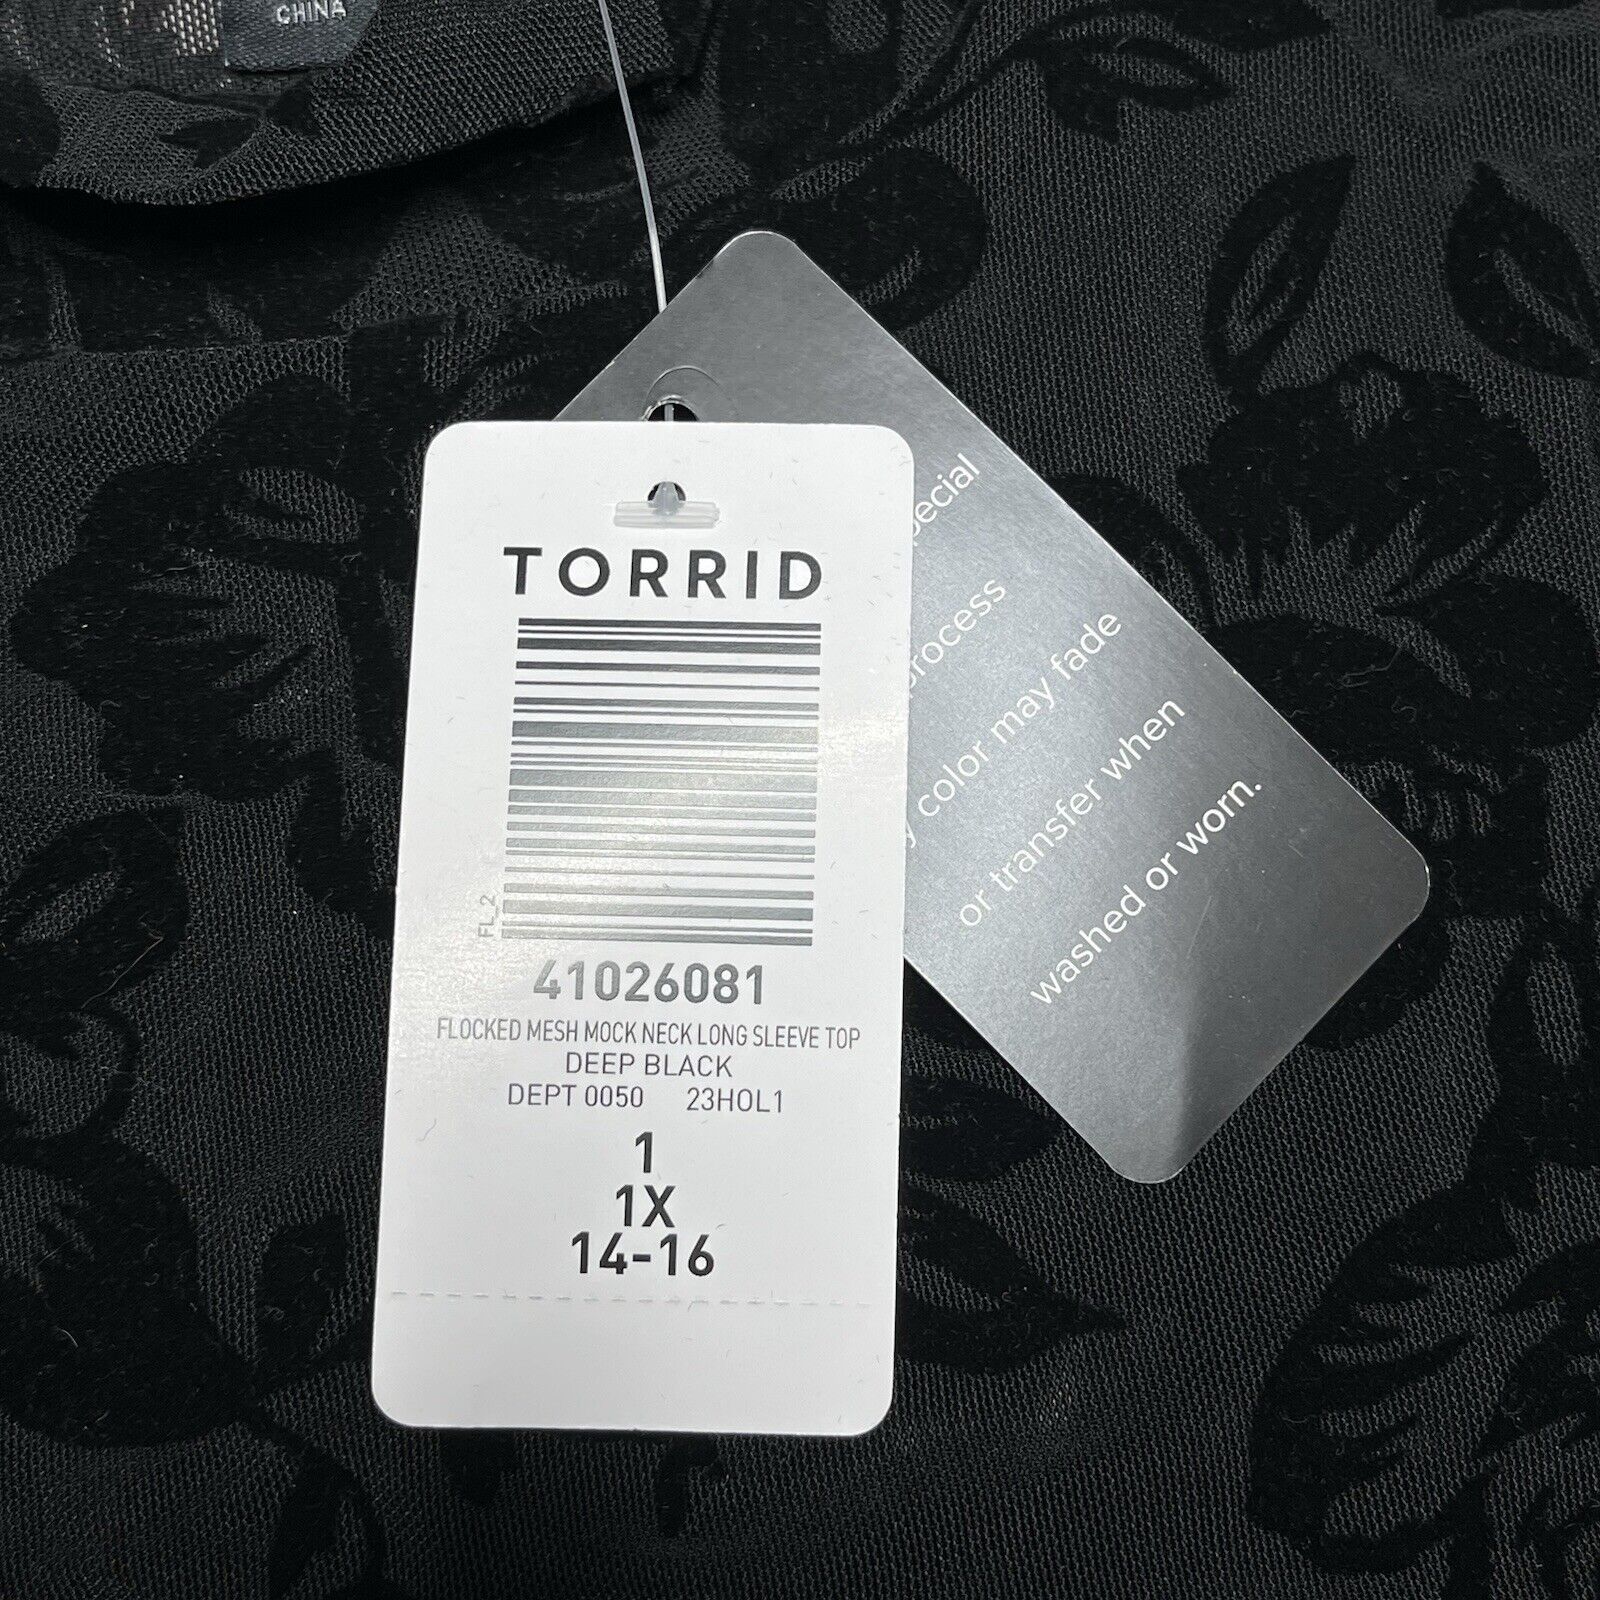 CHINA
TORRID
FL_2
41026081
FLOCKED MESH MOCK NECK LONG SLEEVE TOP
DEEP BLACK
DEPT 0050 23HOL1
1
1X
14-16
process
color may fade
or transfer when
washed or worn.